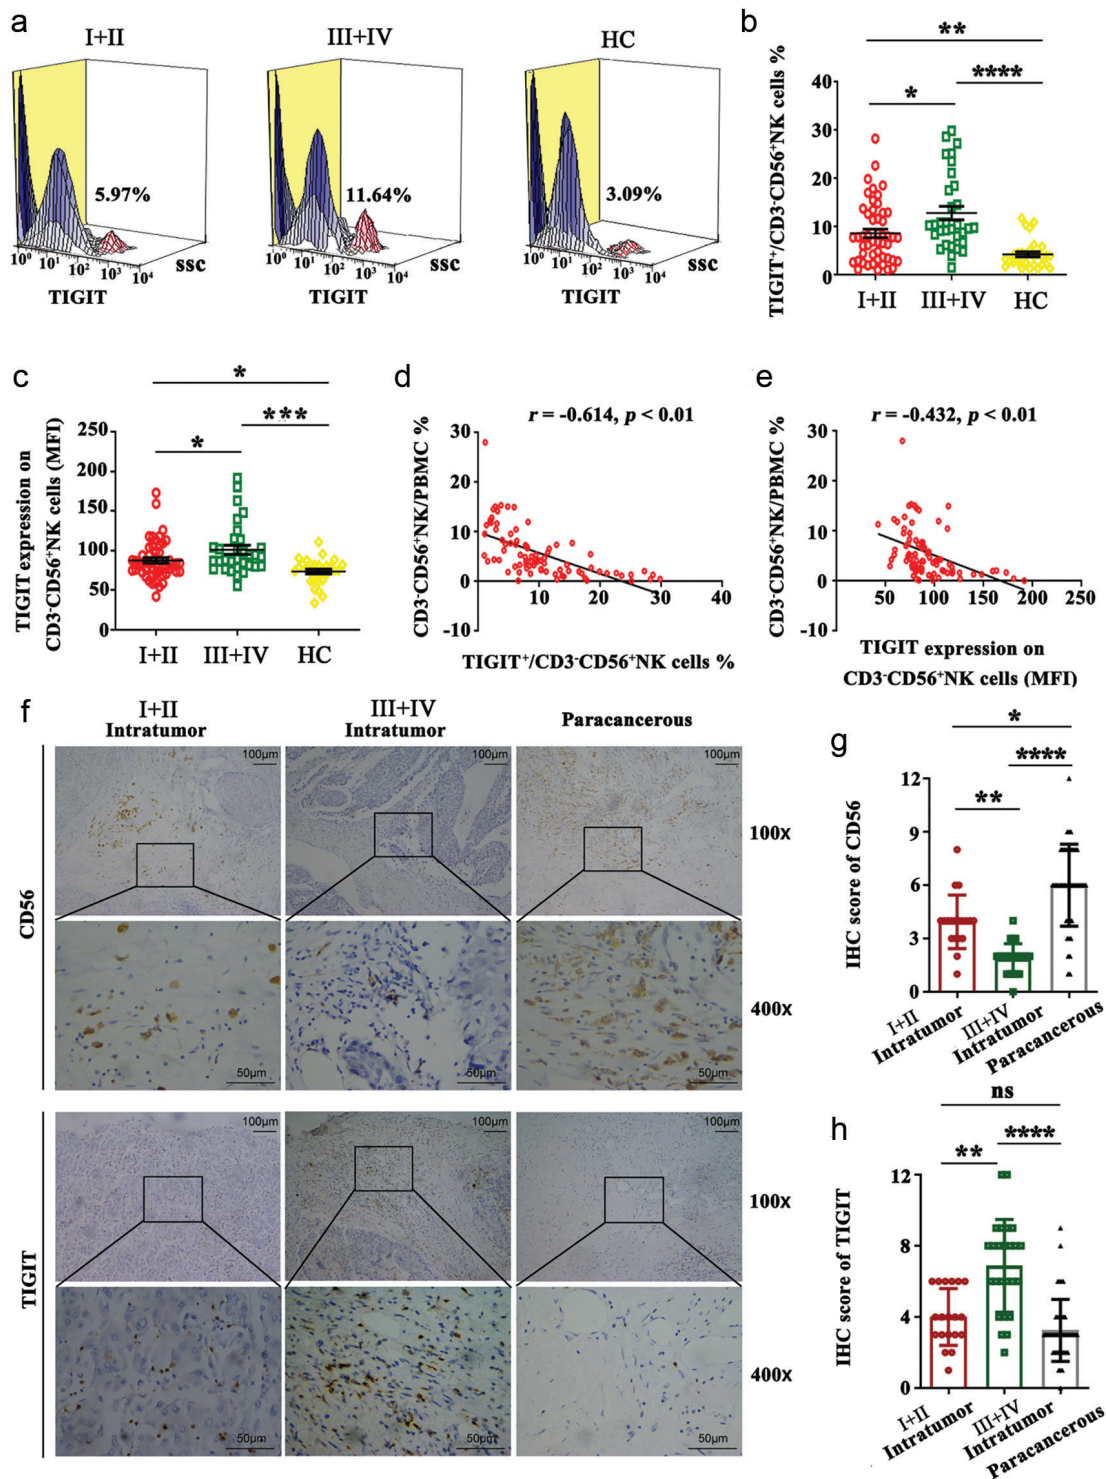 a
I+II
III+IV
HC
5.97%
11.64%
3.09%
10⁰ 10¹ 10² 10³ 10⁴
ssc
TIGIT
10⁰ 10¹ 10² 10³ 10⁴
ssc
TIGIT
10⁰ 10¹ 10² 10³ 10⁴
ssc
TIGIT
b
TIGIT⁺/CD3⁻CD56⁺NK cells %
**
****
*
40
30
20
10
0
I+II
III+IV
HC
c
TIGIT expression on
CD3⁻CD56⁺NK cells (MFI)
*
***
*
250
200
150
100
50
0
I+II
III+IV
HC
d
CD3⁻CD56⁺NK/PBMC %
r = -0.614, p < 0.01
30
20
10
0
-10
10
20
30
40
TIGIT⁺/CD3⁻CD56⁺NK cells %
e
CD3⁻CD56⁺NK/PBMC %
r = -0.432, p < 0.01
30
20
10
0
-10
50
100
150
200
250
TIGIT expression on
CD3⁻CD56⁺NK cells (MFI)
f
I+II
Intratumor
III+IV
Intratumor
Paracancerous
CD56
100μm
100μm
100μm
100x
50μm
50μm
50μm
400x
TIGIT
100μm
100μm
100μm
100x
50μm
50μm
50μm
400x
g
IHC score of CD56
*
****
**
12
9
6
3
0
I+II
Intratumor
III+IV
Intratumor
Paracancerous
h
IHC score of TIGIT
ns
****
**
12
8
4
0
I+II
Intratumor
III+IV
Intratumor
Paracancerous